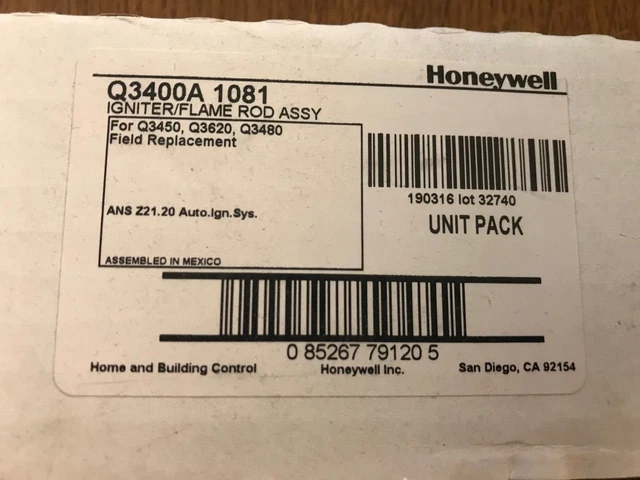 Honeywell
Q3400A 1081
IGNITER/FLAME ROD ASSY
For Q3450, Q3620, Q3480
Field Replacement
ANS Z21.20 Auto.Ign.Sys.
ASSEMBLED IN MEXICO
190316 lot 32740
UNIT PACK
0 85267 79120 5
Home and Building Control
Honeywell Inc.
San Diego, CA 92154